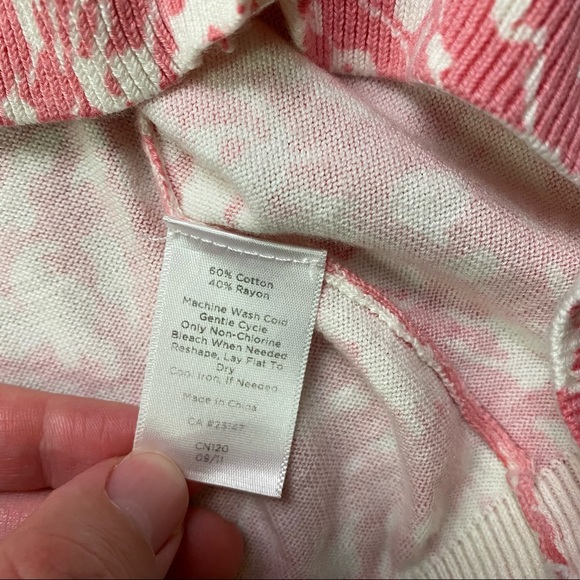 60% Cotton
40% Rayon
Machine Wash Cold
Gentle Cycle
Only Non-Chlorine
Bleach When Needed
Reshape, Lay Flat To
Dry
Cool Iron, If Needed
Made in China
CA #23147
CN120
09/11